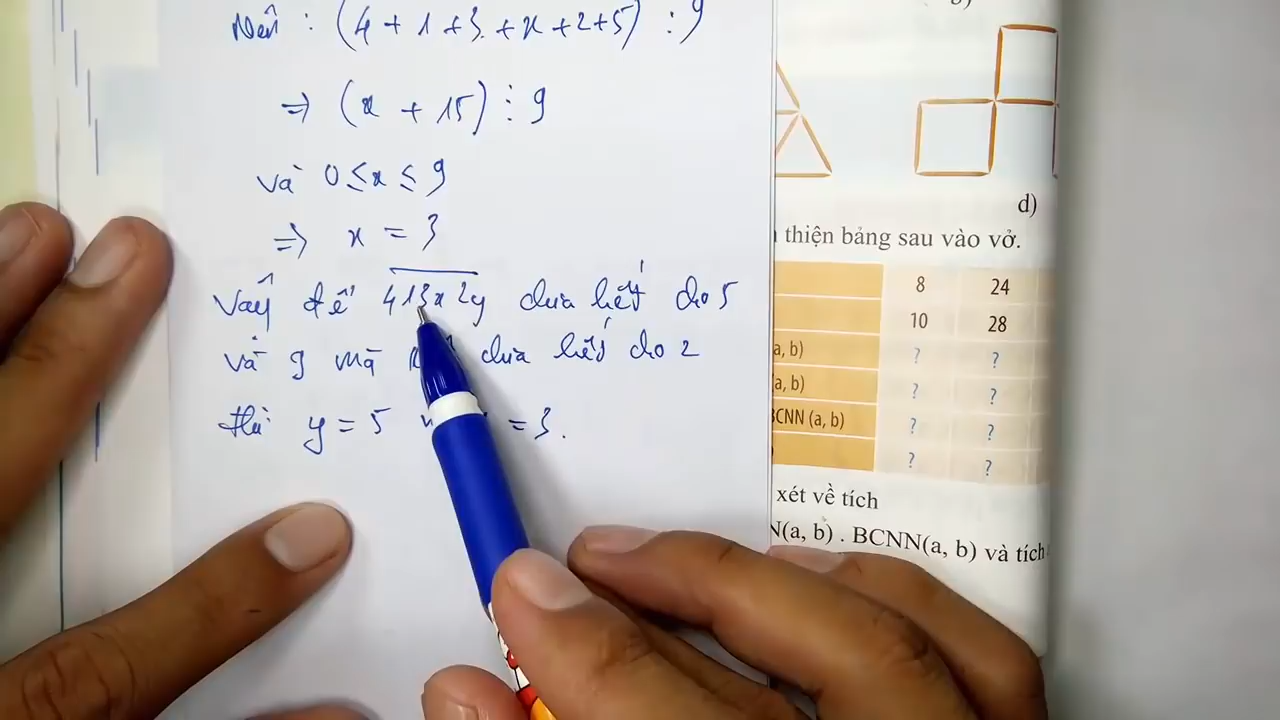 Nên : (4 + 1 + 3 + x + 2 + 5) ⋮ 9
=> (x + 15) ⋮ 9
và 0 ≤ x ≤ 9
=> x = 3
Vậy để 413x2y chia hết cho 5
và 9 mà chia hết cho 2
thì y = 5 = 3.
d)
thiện bảng sau vào vở.
8 24
10 28
a, b) ? ?
(a, b) ? ?
BCNN (a, b) ? ?
? ?
xét về tích
N(a, b) . BCNN(a, b) và tích